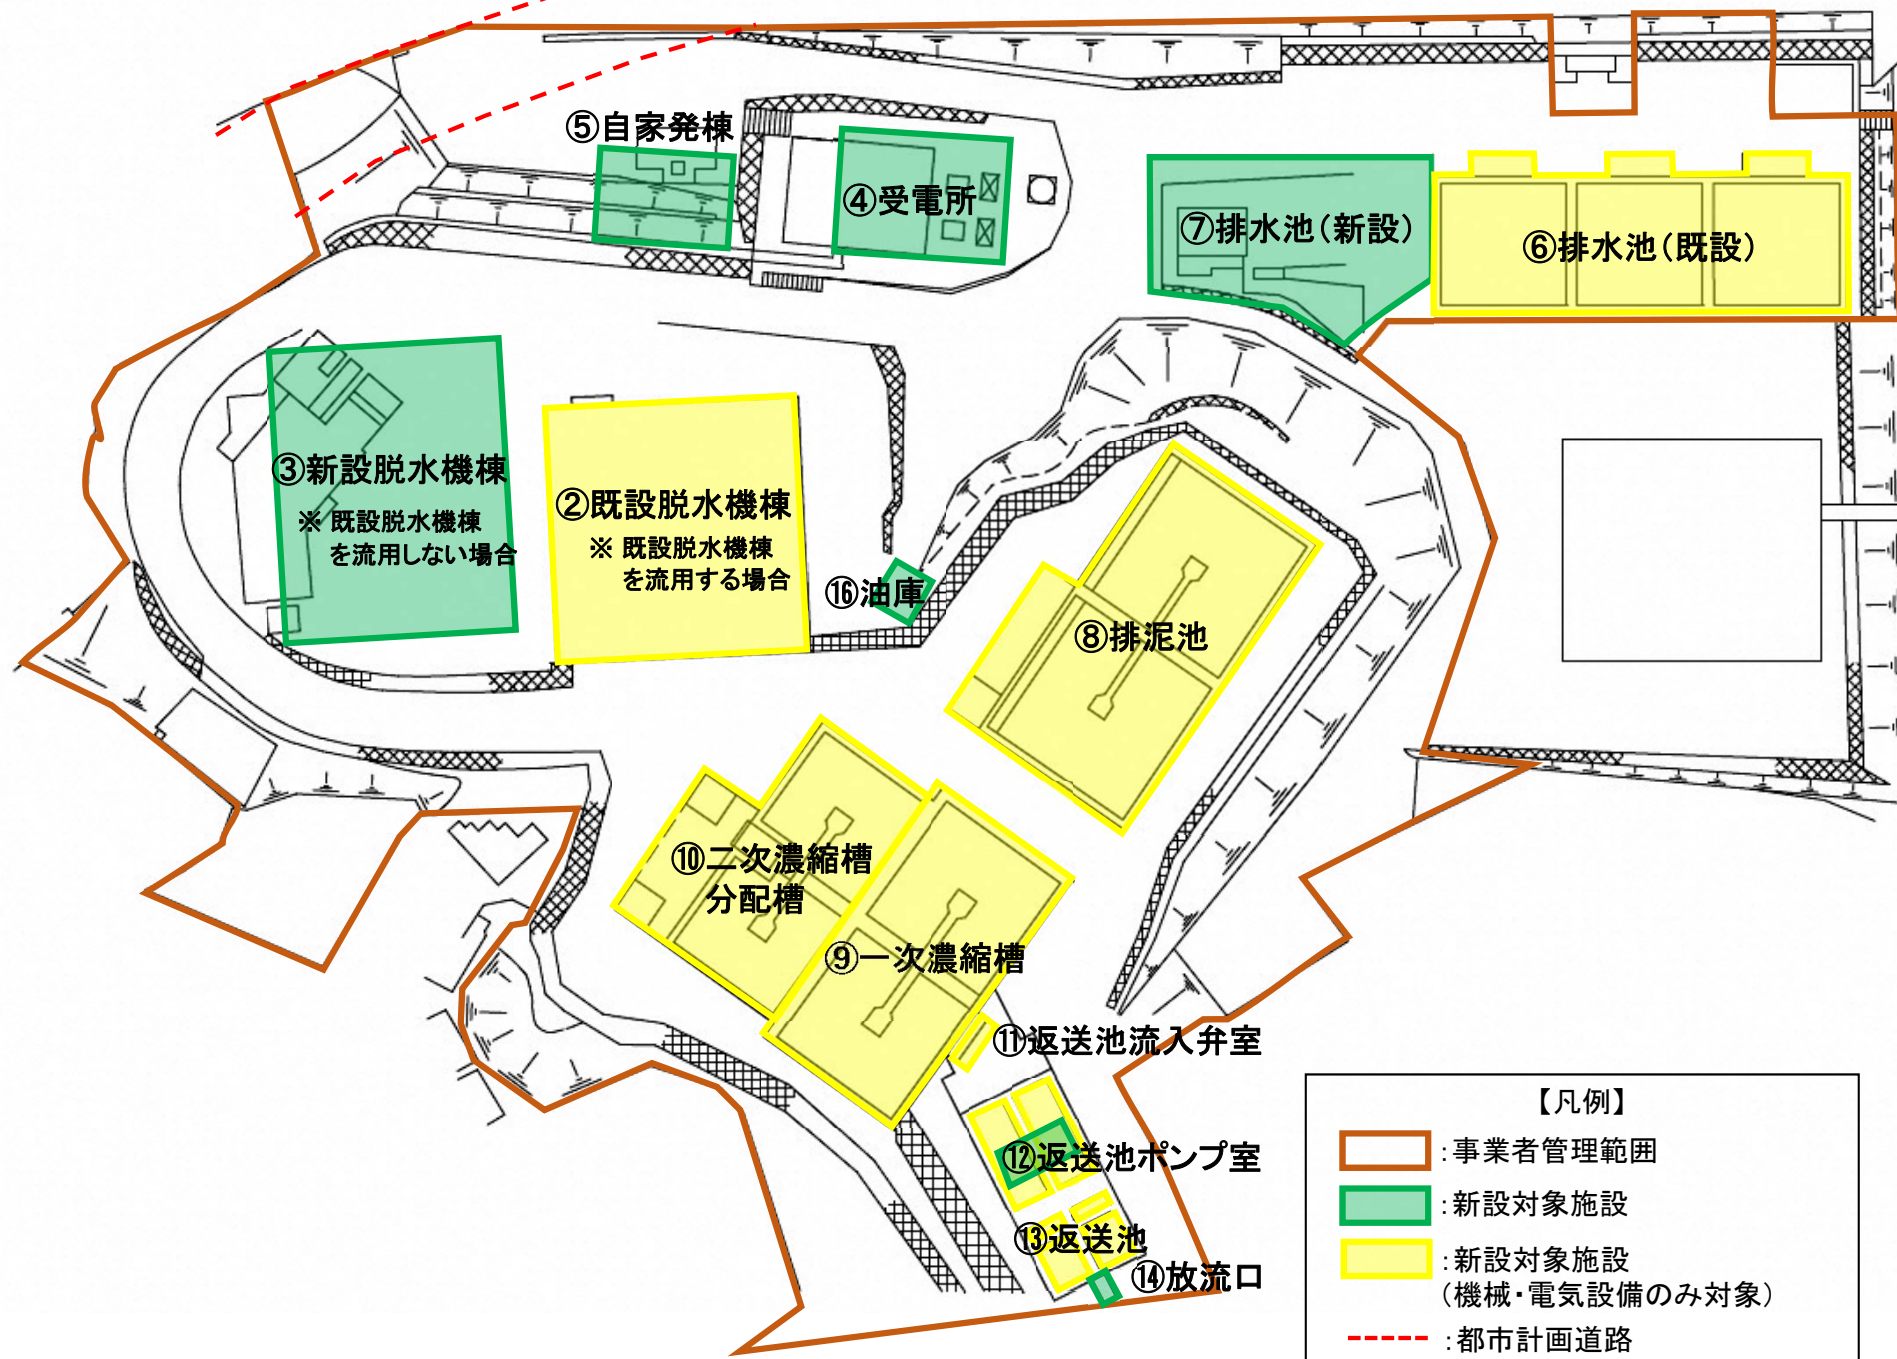 ⑤自家発棟
④受電所
⑦排水池(新設)
⑥排水池(既設)
③新設脱水機棟
※ 既設脱水機棟
を流用しない場合
②既設脱水機棟
※ 既設脱水機棟
を流用する場合
⑯油庫
⑧排泥池
⑩二次濃縮槽
分配槽
⑨一次濃縮槽
⑪返送池流入弁室
⑫返送池ポンプ室
⑬返送池
⑭放流口
【凡例】
:事業者管理範囲
:新設対象施設
:新設対象施設
(機械・電気設備のみ対象)
:都市計画道路